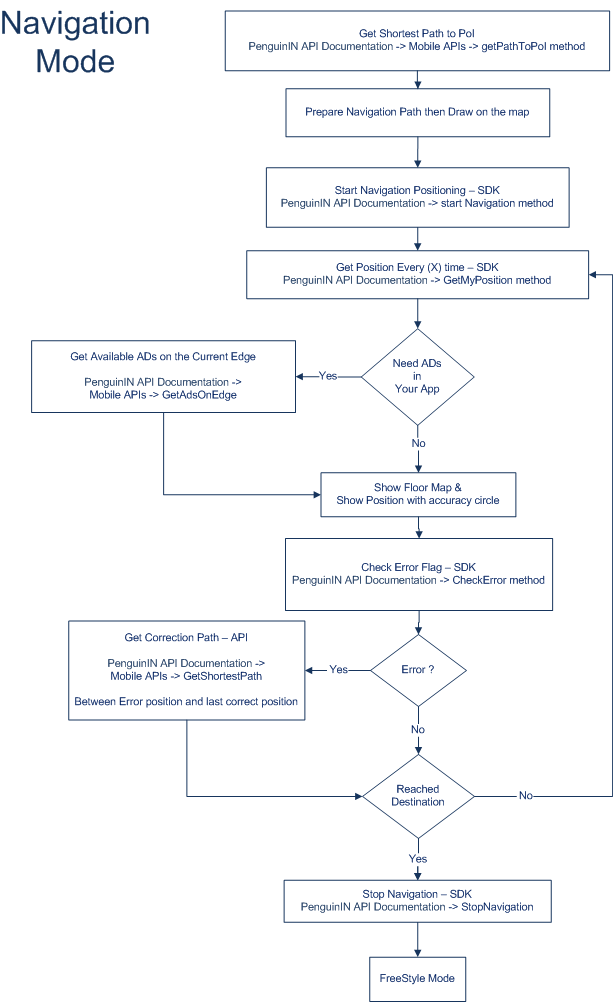 Navigation
Mode
Get Shortest Path to PoI
PenguinIN API Documentation -> Mobile APIs -> getPathToPoI method
Prepare Navigation Path then Draw on the map
Start Navigation Positioning – SDK
PenguinIN API Documentation -> start Navigation method
Get Position Every (X) time – SDK
PenguinIN API Documentation -> GetMyPosition method
Need ADs
in
Your App
Yes
Get Available ADs on the Current Edge
PenguinIN API Documentation ->
Mobile APIs -> GetAdsOnEdge
No
Show Floor Map &
Show Position with accuracy circle
Check Error Flag – SDK
PenguinIN API Documentation -> CheckError method
Error ?
Yes
Get Correction Path – API
PenguinIN API Documentation ->
Mobile APIs -> GetShortestPath
Between Error position and last correct position
No
Reached
Destination
No
Yes
Stop Navigation – SDK
PenguinIN API Documentation -> StopNavigation
FreeStyle Mode